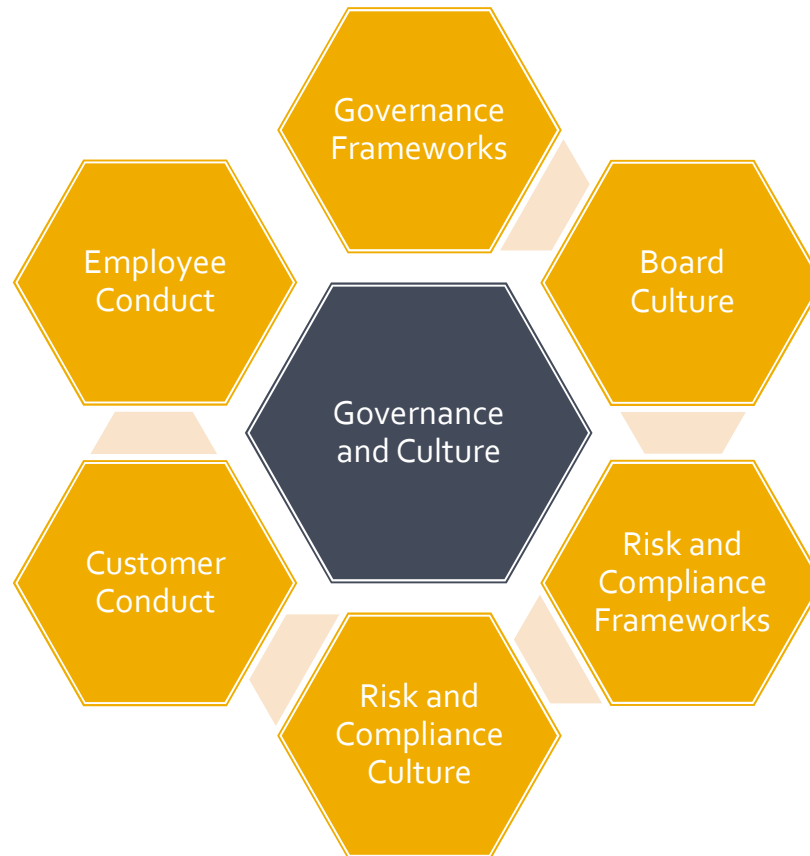 Governance
Frameworks
Board
Culture
Risk and
Compliance
Frameworks
Risk and
Compliance
Culture
Customer
Conduct
Employee
Conduct
Governance
and Culture